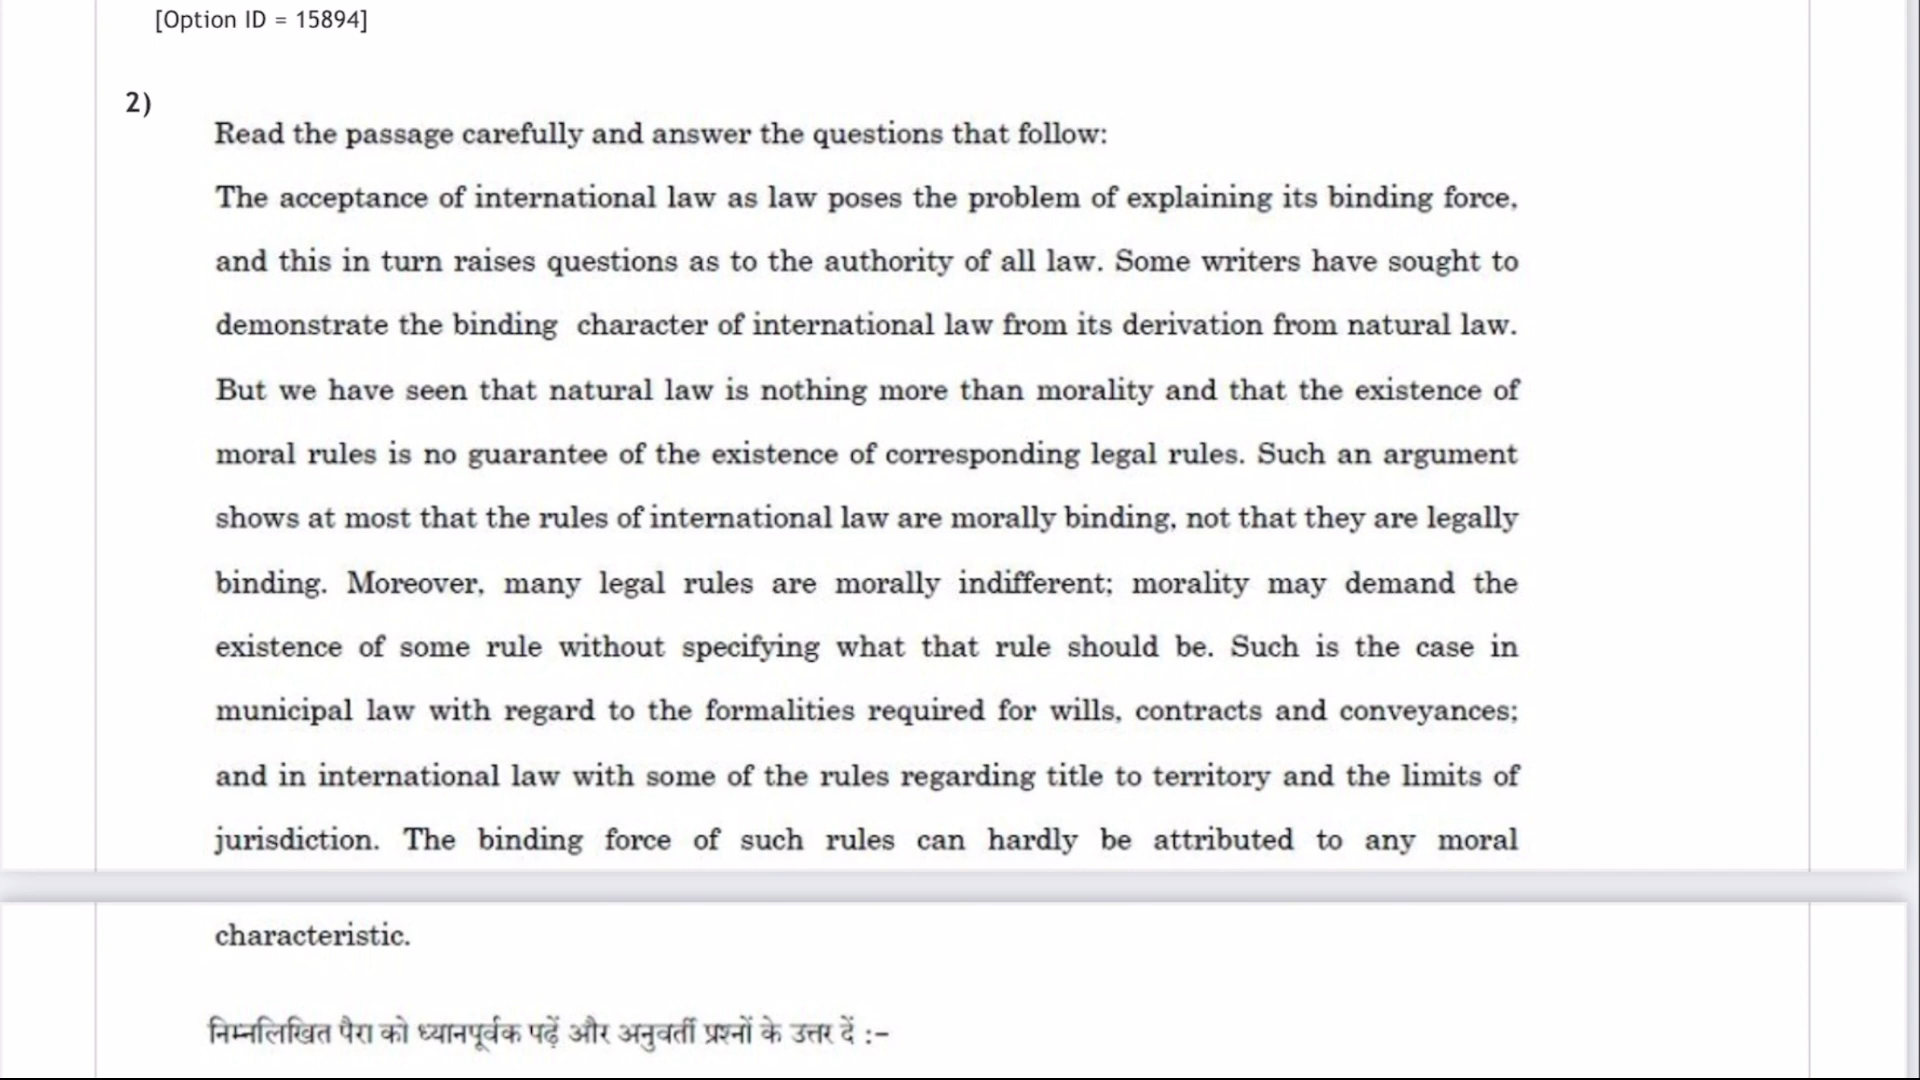 [Option ID = 15894]
2)
Read the passage carefully and answer the questions that follow:
The acceptance of international law as law poses the problem of explaining its binding force,
and this in turn raises questions as to the authority of all law. Some writers have sought to
demonstrate the binding character of international law from its derivation from natural law.
But we have seen that natural law is nothing more than morality and that the existence of
moral rules is no guarantee of the existence of corresponding legal rules. Such an argument
shows at most that the rules of international law are morally binding, not that they are legally
binding. Moreover, many legal rules are morally indifferent; morality may demand the
existence of some rule without specifying what that rule should be. Such is the case in
municipal law with regard to the formalities required for wills, contracts and conveyances;
and in international law with some of the rules regarding title to territory and the limits of
jurisdiction. The binding force of such rules can hardly be attributed to any moral
characteristic.
निम्नलिखित पैरा को ध्यानपूर्वक पढ़ें और अनुवर्ती प्रश्नों के उत्तर दें :–